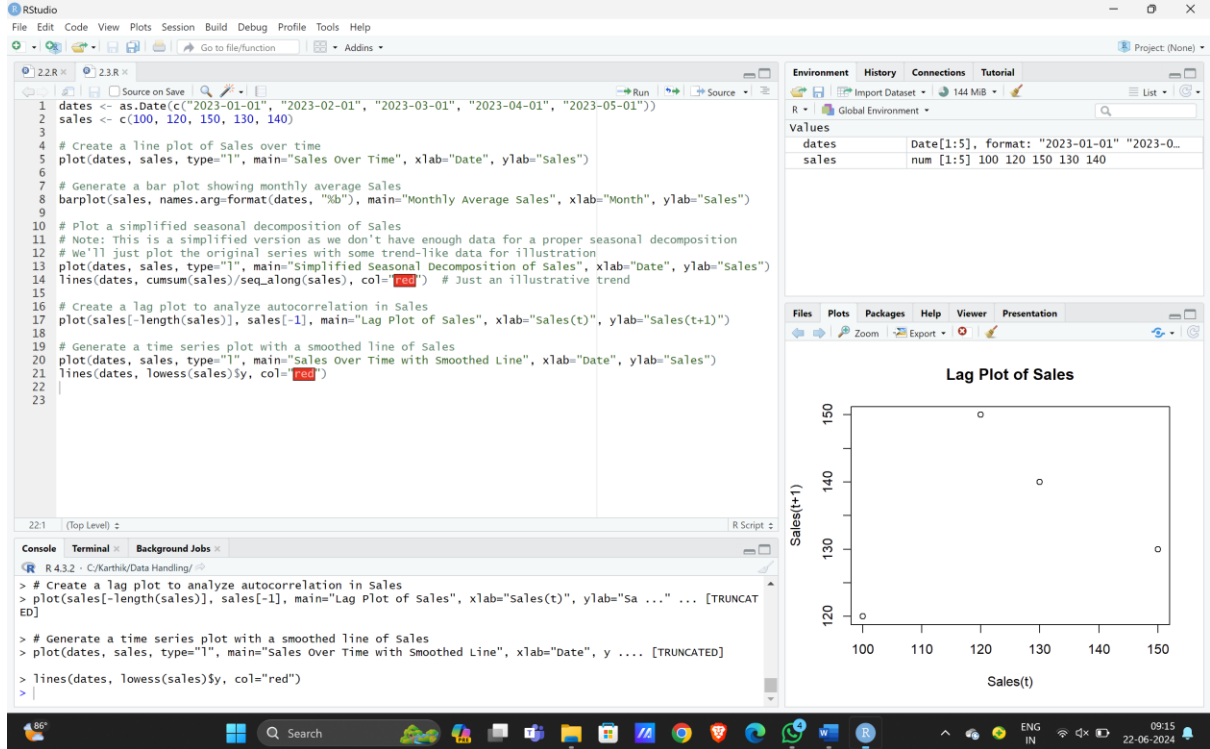 RStudio
File Edit Code View Plots Session Build Debug Profile Tools Help
Go to file/function Addins Project: (None)
2.2.R 2.3.R
Source on Save Run Source
1 dates <- as.Date(c("2023-01-01", "2023-02-01", "2023-03-01", "2023-04-01", "2023-05-01"))
2 sales <- c(100, 120, 150, 130, 140)
3
4 # Create a line plot of Sales over time
5 plot(dates, sales, type="l", main="Sales Over Time", xlab="Date", ylab="Sales")
6
7 # Generate a bar plot showing monthly average Sales
8 barplot(sales, names.arg=format(dates, "%b"), main="Monthly Average Sales", xlab="Month", ylab="Sales")
9
10 # Plot a simplified seasonal decomposition of Sales
11 # Note: This is a simplified version as we don't have enough data for a proper seasonal decomposition
12 # We'll just plot the original series with some trend-like data for illustration
13 plot(dates, sales, type="l", main="Simplified Seasonal Decomposition of Sales", xlab="Date", ylab="Sales")
14 lines(dates, cumsum(sales)/seq_along(sales), col="red") # Just an illustrative trend
15
16 # Create a lag plot to analyze autocorrelation in Sales
17 plot(sales[-length(sales)], sales[-1], main="Lag Plot of Sales", xlab="Sales(t)", ylab="Sales(t+1)")
18
19 # Generate a time series plot with a smoothed line of Sales
20 plot(dates, sales, type="l", main="Sales Over Time with Smoothed Line", xlab="Date", ylab="Sales")
21 lines(dates, lowess(sales)$y, col="red")
22
23
22:1 (Top Level) R Script
Console Terminal Background Jobs
R 4.3.2 · C:/Karthik/Data Handling/
> # Create a lag plot to analyze autocorrelation in Sales
> plot(sales[-length(sales)], sales[-1], main="Lag Plot of Sales", xlab="Sales(t)", ylab="Sa ..." ... [TRUNCAT
ED]
> # Generate a time series plot with a smoothed line of Sales
> plot(dates, sales, type="l", main="Sales Over Time with Smoothed Line", xlab="Date", y .... [TRUNCATED]
> lines(dates, lowess(sales)$y, col="red")
>
Environment History Connections Tutorial
Import Dataset 144 MiB List
R Global Environment
Values
dates Date[1:5], format: "2023-01-01" "2023-0…
sales num [1:5] 100 120 150 130 140
Files Plots Packages Help Viewer Presentation
Zoom Export
Lag Plot of Sales
150
140
130
120
Sales(t+1)
100 110 120 130 140 150
Sales(t)
86° Search PRE 4 ENG 09:15
IN 22-06-2024